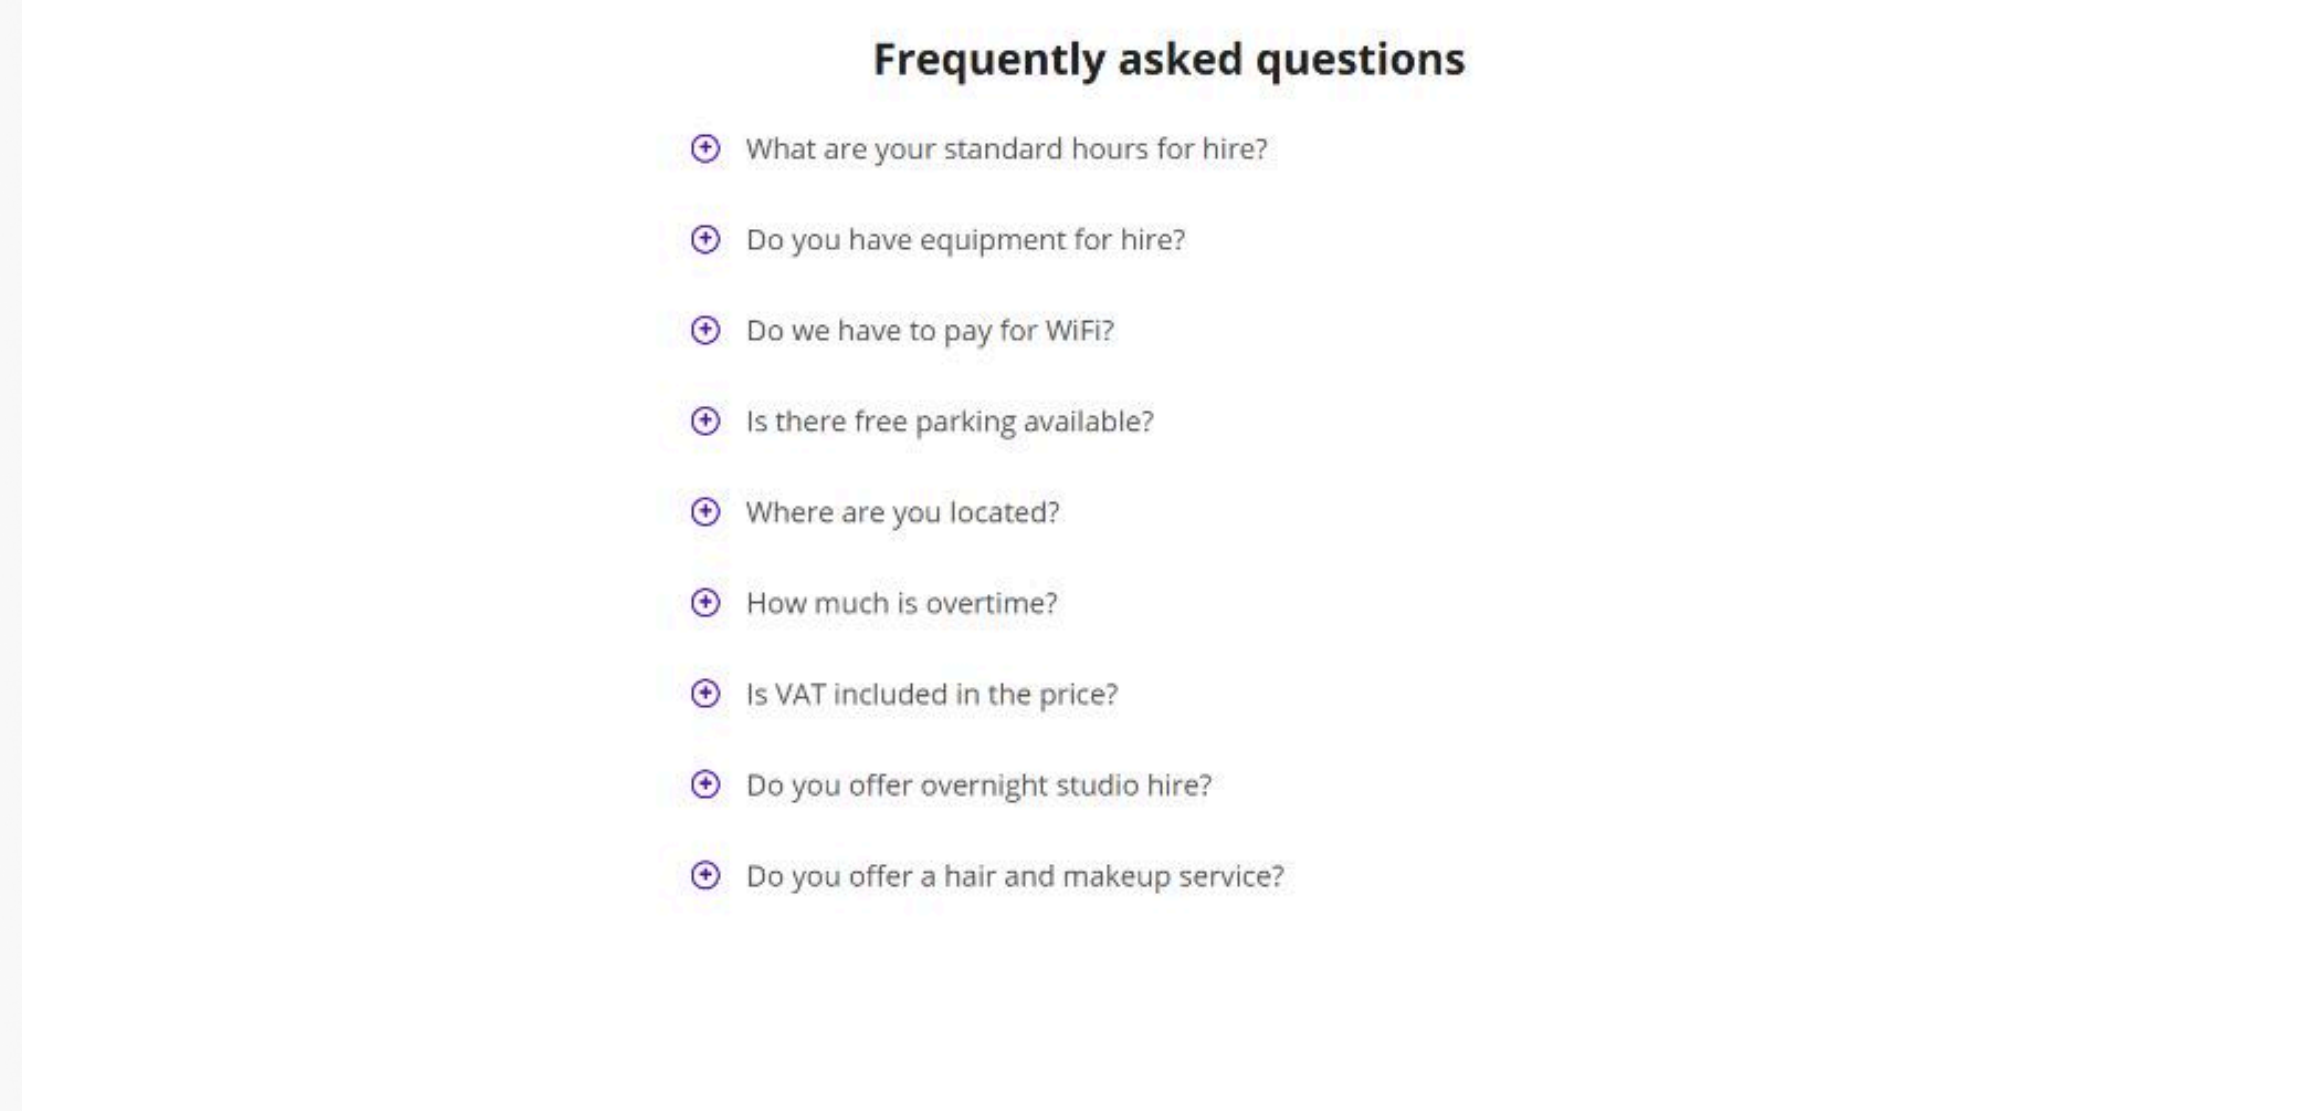 Frequently asked questions
What are your standard hours for hire?
Do you have equipment for hire?
Do we have to pay for WiFi?
Is there free parking available?
Where are you located?
How much is overtime?
Is VAT included in the price?
Do you offer overnight studio hire?
Do you offer a hair and makeup service?